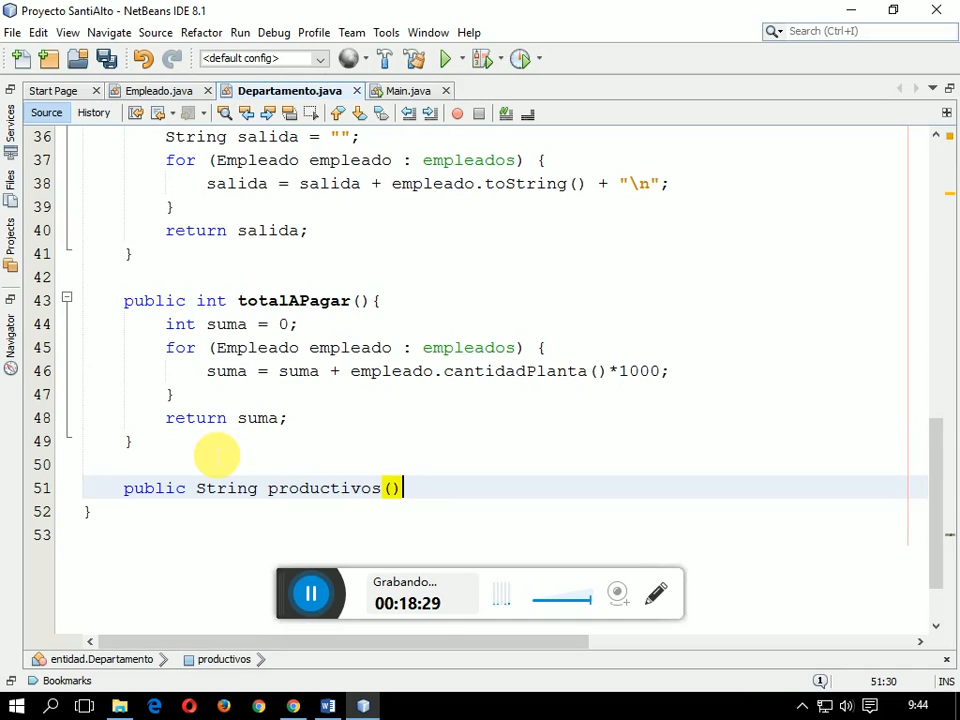 Proyecto SantiAlto - NetBeans IDE 8.1
File Edit View Navigate Source Refactor Run Debug Profile Team Tools Window Help
Search (Ctrl+I)
<default config>
Start Page Empleado.java Departamento.java Main.java
Source History
Services
Files
Projects
Navigator
36 String salida = "";
37 for (Empleado empleado : empleados) {
38 salida = salida + empleado.toString() + "\n";
39 }
40 return salida;
41 }
42
43 public int totalAPagar(){
44 int suma = 0;
45 for (Empleado empleado : empleados) {
46 suma = suma + empleado.cantidadPlanta()*1000;
47 }
48 return suma;
49 }
50
51 public String productivos()
52 }
53
Grabando...
00:18:29
entidad.Departamento productivos
Bookmarks
1
51:30 INS
9:44